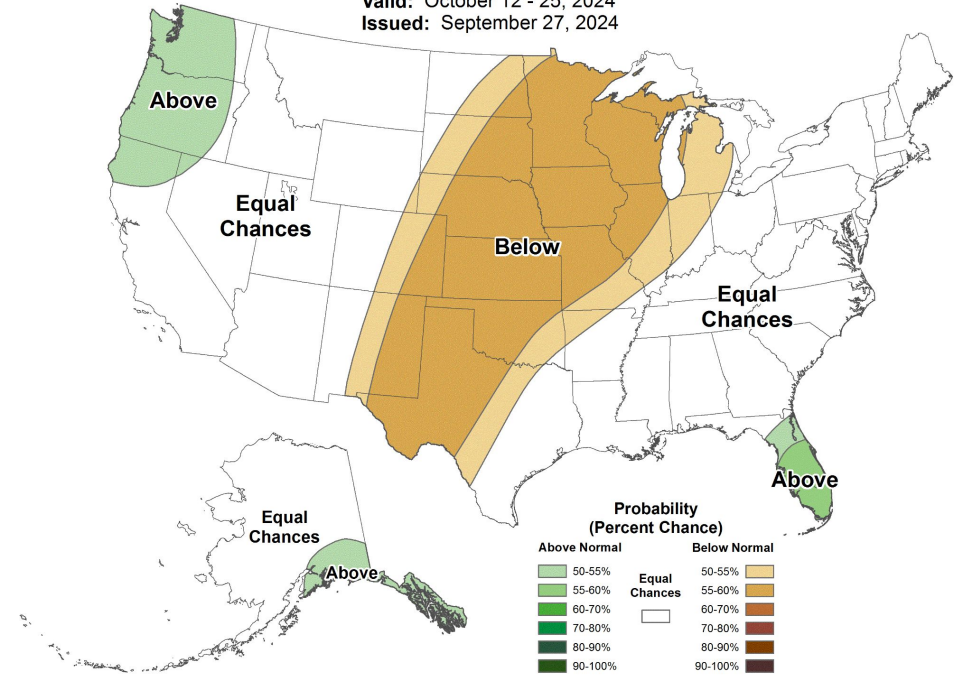 Valid: October 12 - 25, 2024
Issued: September 27, 2024
Above
Equal
Chances
Below
Equal
Chances
Above
Equal
Chances
Above
Probability
(Percent Chance)
Above Normal
Below Normal
50-55%
55-60%
60-70%
70-80%
80-90%
90-100%
Equal
Chances
50-55%
55-60%
60-70%
70-80%
80-90%
90-100%